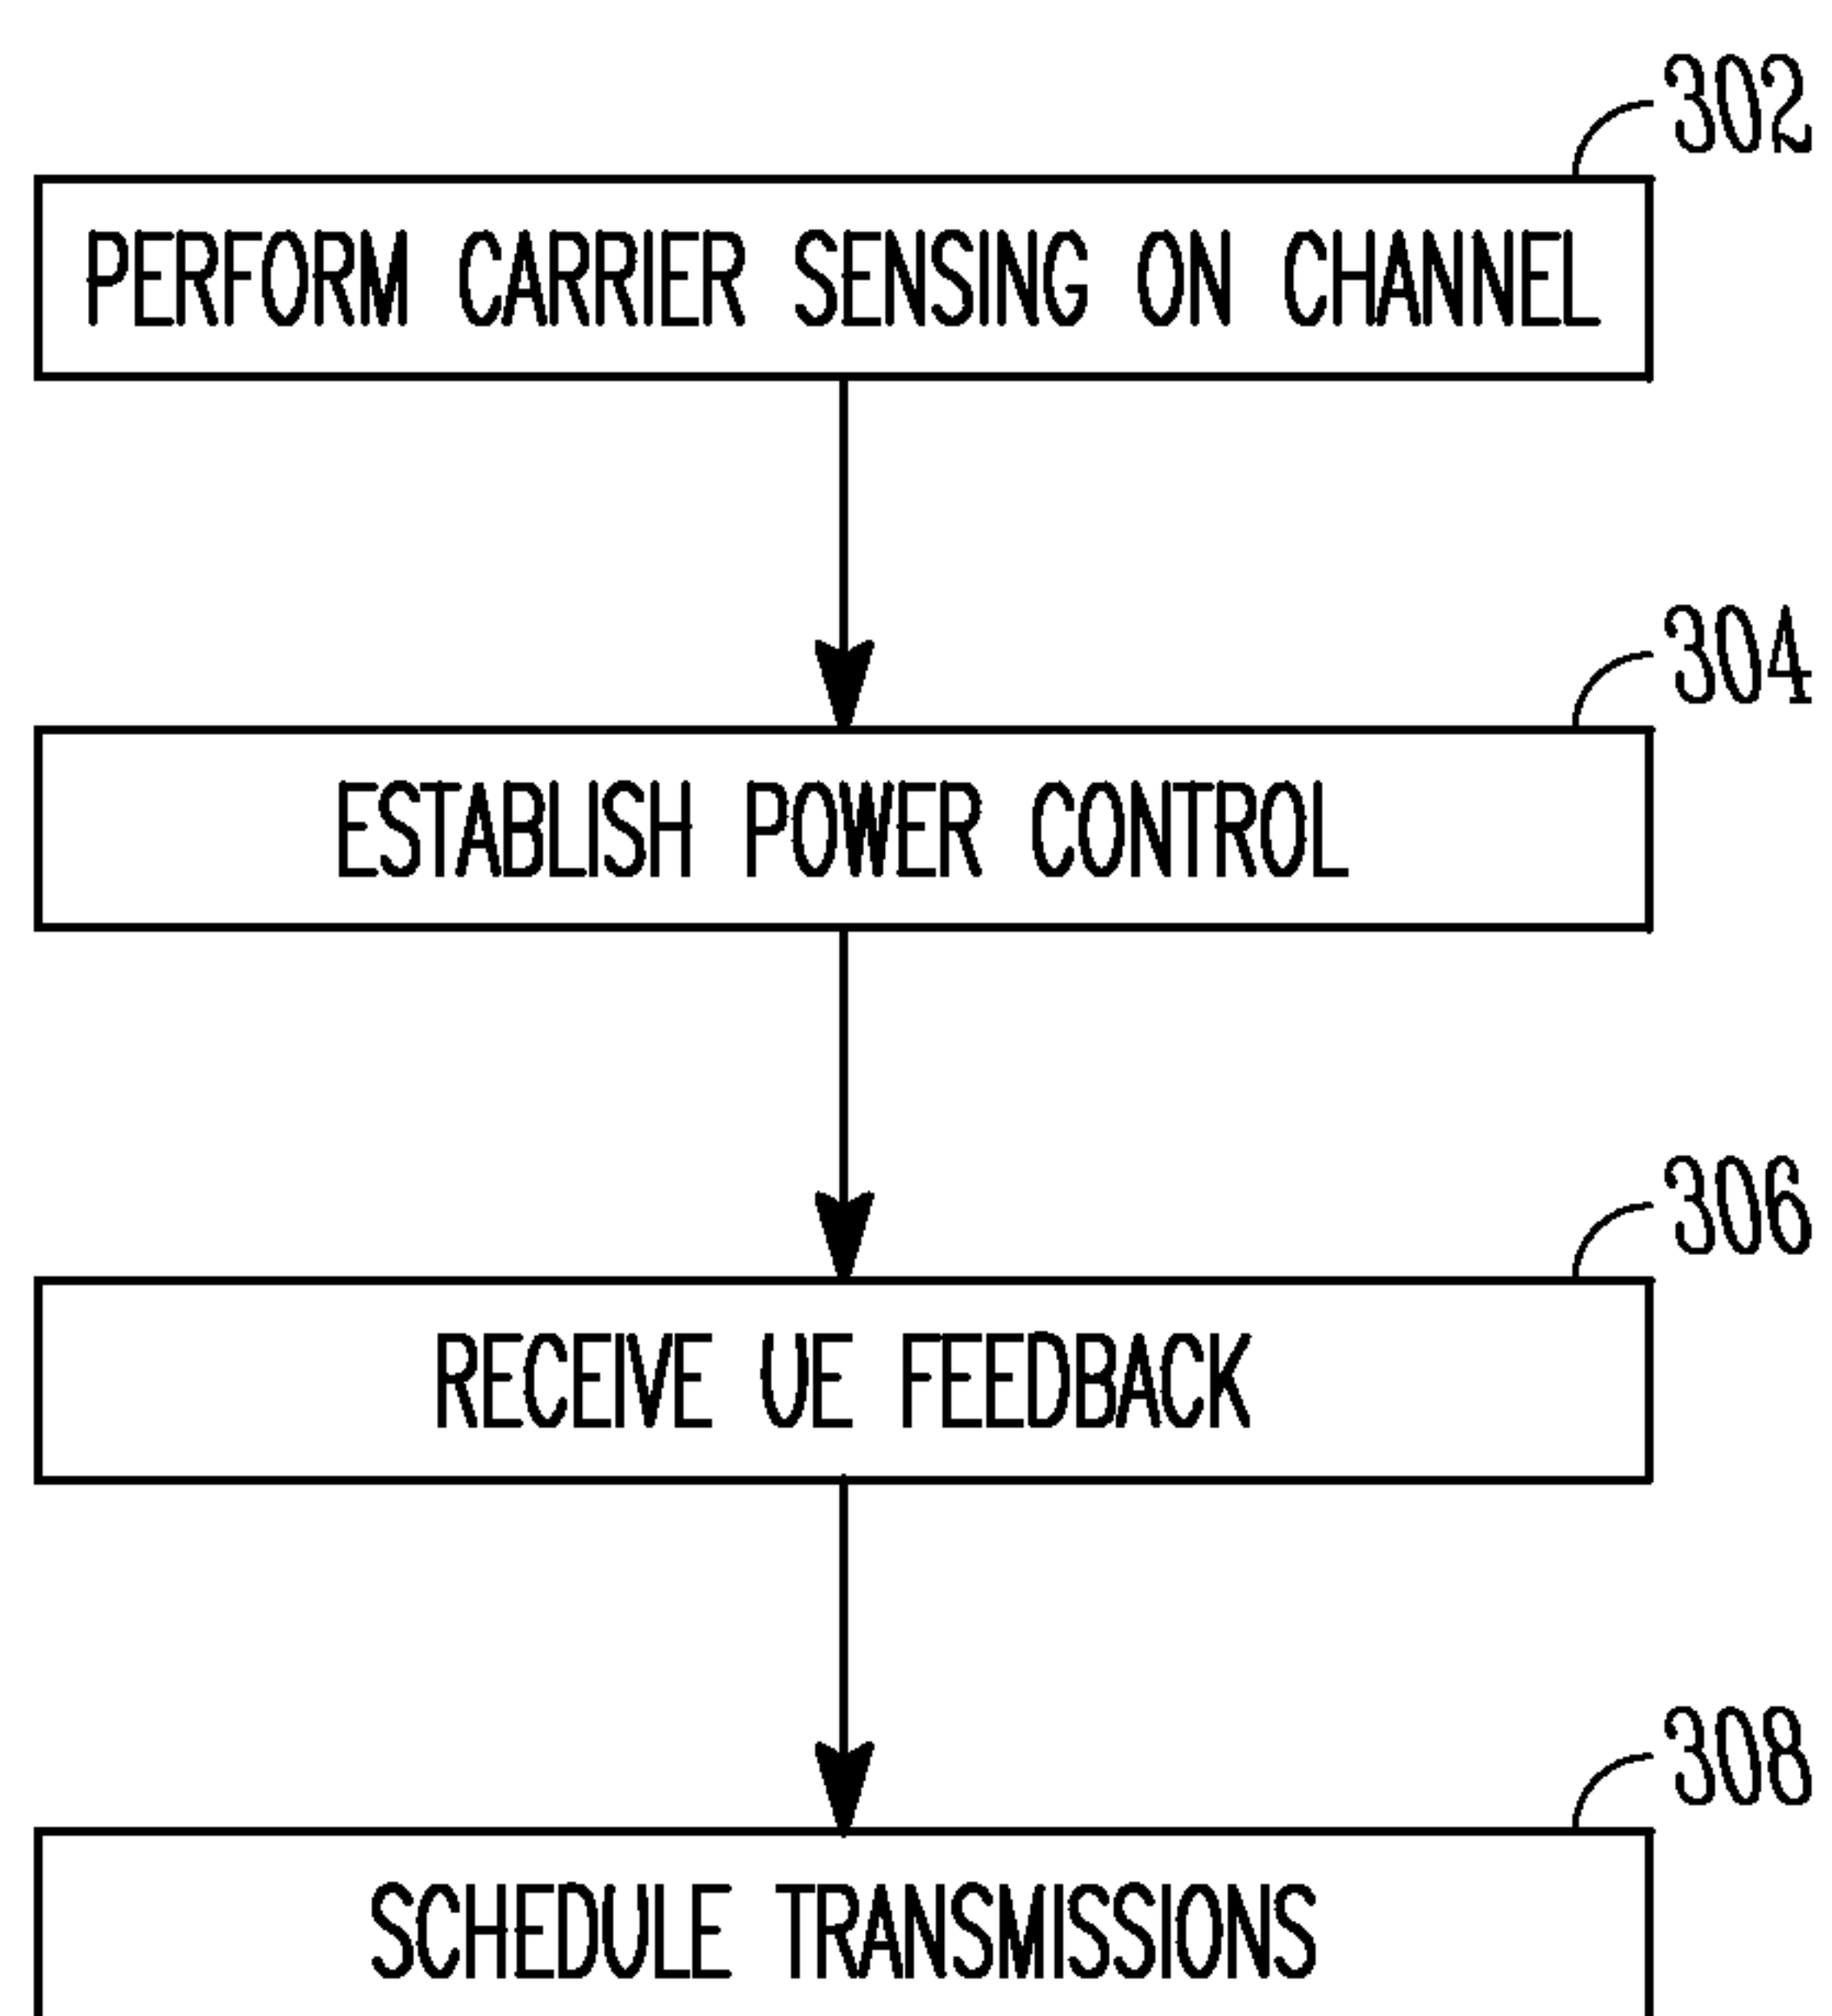 302
PERFORM CARRIER SENSING ON CHANNEL
304
ESTABLISH POWER CONTROL
306
RECEIVE UE FEEDBACK
308
SCHEDULE TRANSMISSIONS